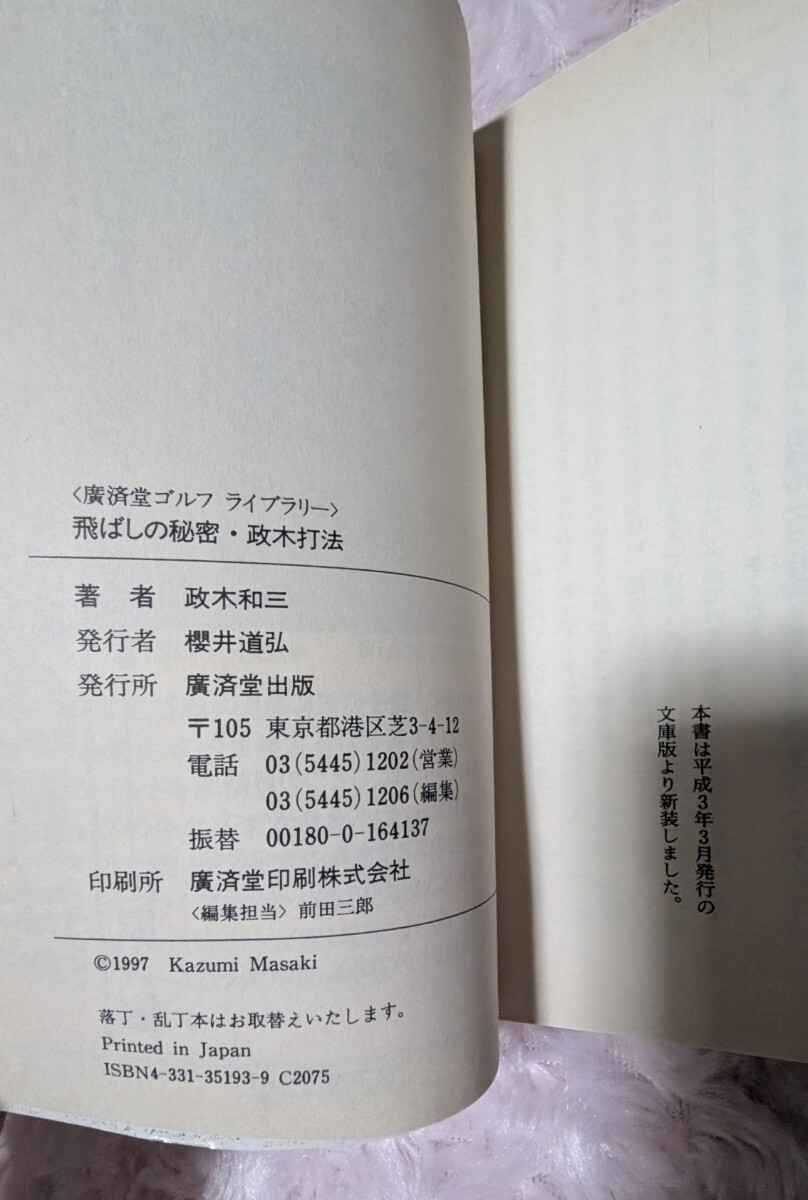 〈廣済堂ゴルフ ライブラリー〉
飛ばしの秘密・政木打法
著　者　政木和三
発行者　櫻井道弘
発行所　廣済堂出版
〒105 東京都港区芝3-4-12
電話　03(5445)1202(営業)
03(5445)1206(編集)
振替　00180-0-164137
印刷所　廣済堂印刷株式会社
〈編集担当〉前田三郎
©1997 Kazumi Masaki
落丁・乱丁本はお取替えいたします。
Printed in Japan
ISBN4-331-35193-9 C2075
本書は平成3年3月発行の
文庫版より新装しました。